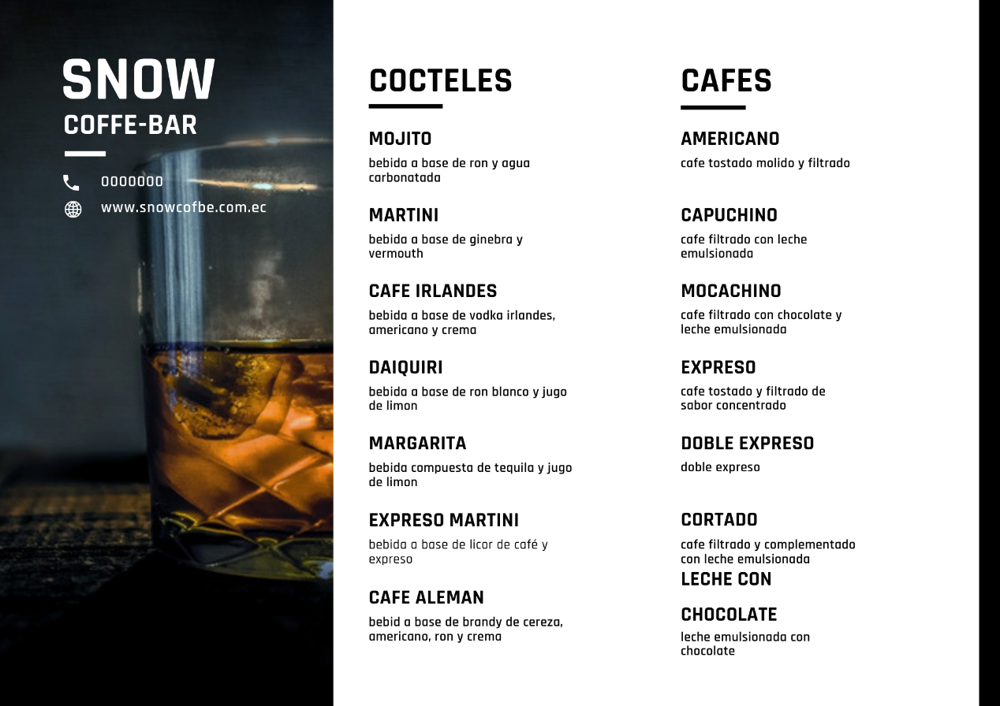 SNOW
COFFE-BAR
0000000
www.snowcofbe.com.ec
COCTELES
MOJITO
bebida a base de ron y agua
carbonatada
MARTINI
bebida a base de ginebra y
vermouth
CAFE IRLANDES
bebida a base de vodka irlandes,
americano y crema
DAIQUIRI
bebida a base de ron blanco y jugo
de limon
MARGARITA
bebida compuesta de tequila y jugo
de limon
EXPRESO MARTINI
bebida a base de licor de café y
expreso
CAFE ALEMAN
bebid a base de brandy de cereza,
americano, ron y crema
CAFES
AMERICANO
cafe tostado molido y filtrado
CAPUCHINO
cafe filtrado con leche
emulsionada
MOCACHINO
cafe filtrado con chocolate y
leche emulsionada
EXPRESO
cafe tostado y filtrado de
sabor concentrado
DOBLE EXPRESO
doble expreso
CORTADO
cafe filtrado y complementado
con leche emulsionada
LECHE CON
CHOCOLATE
leche emulsionada con
chocolate